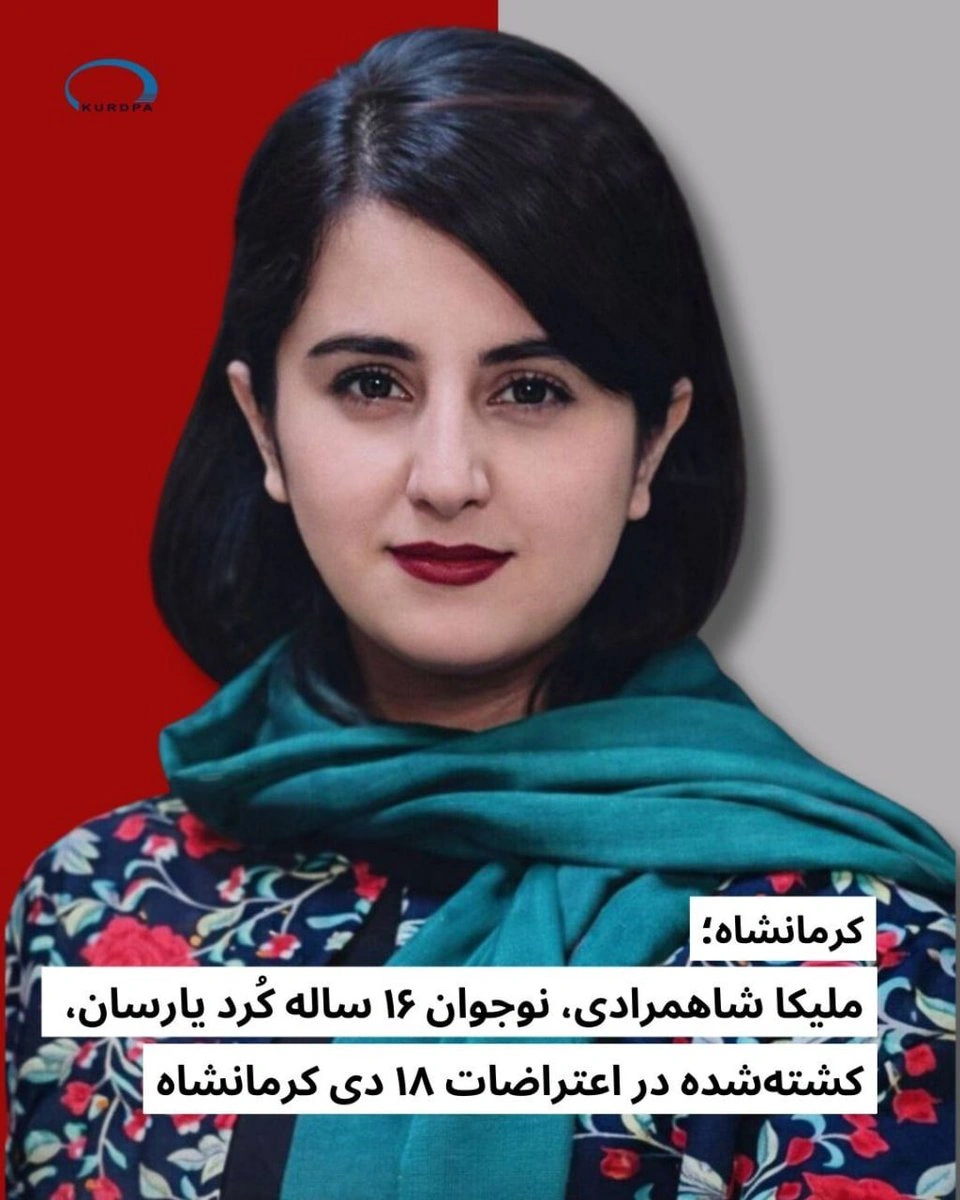 KURDPA
کرمانشاه؛
ملیکا شاهمرادی، نوجوان ۱۶ ساله کُرد یارسان،
کشته‌شده در اعتراضات ۱۸ دی کرمانشاه